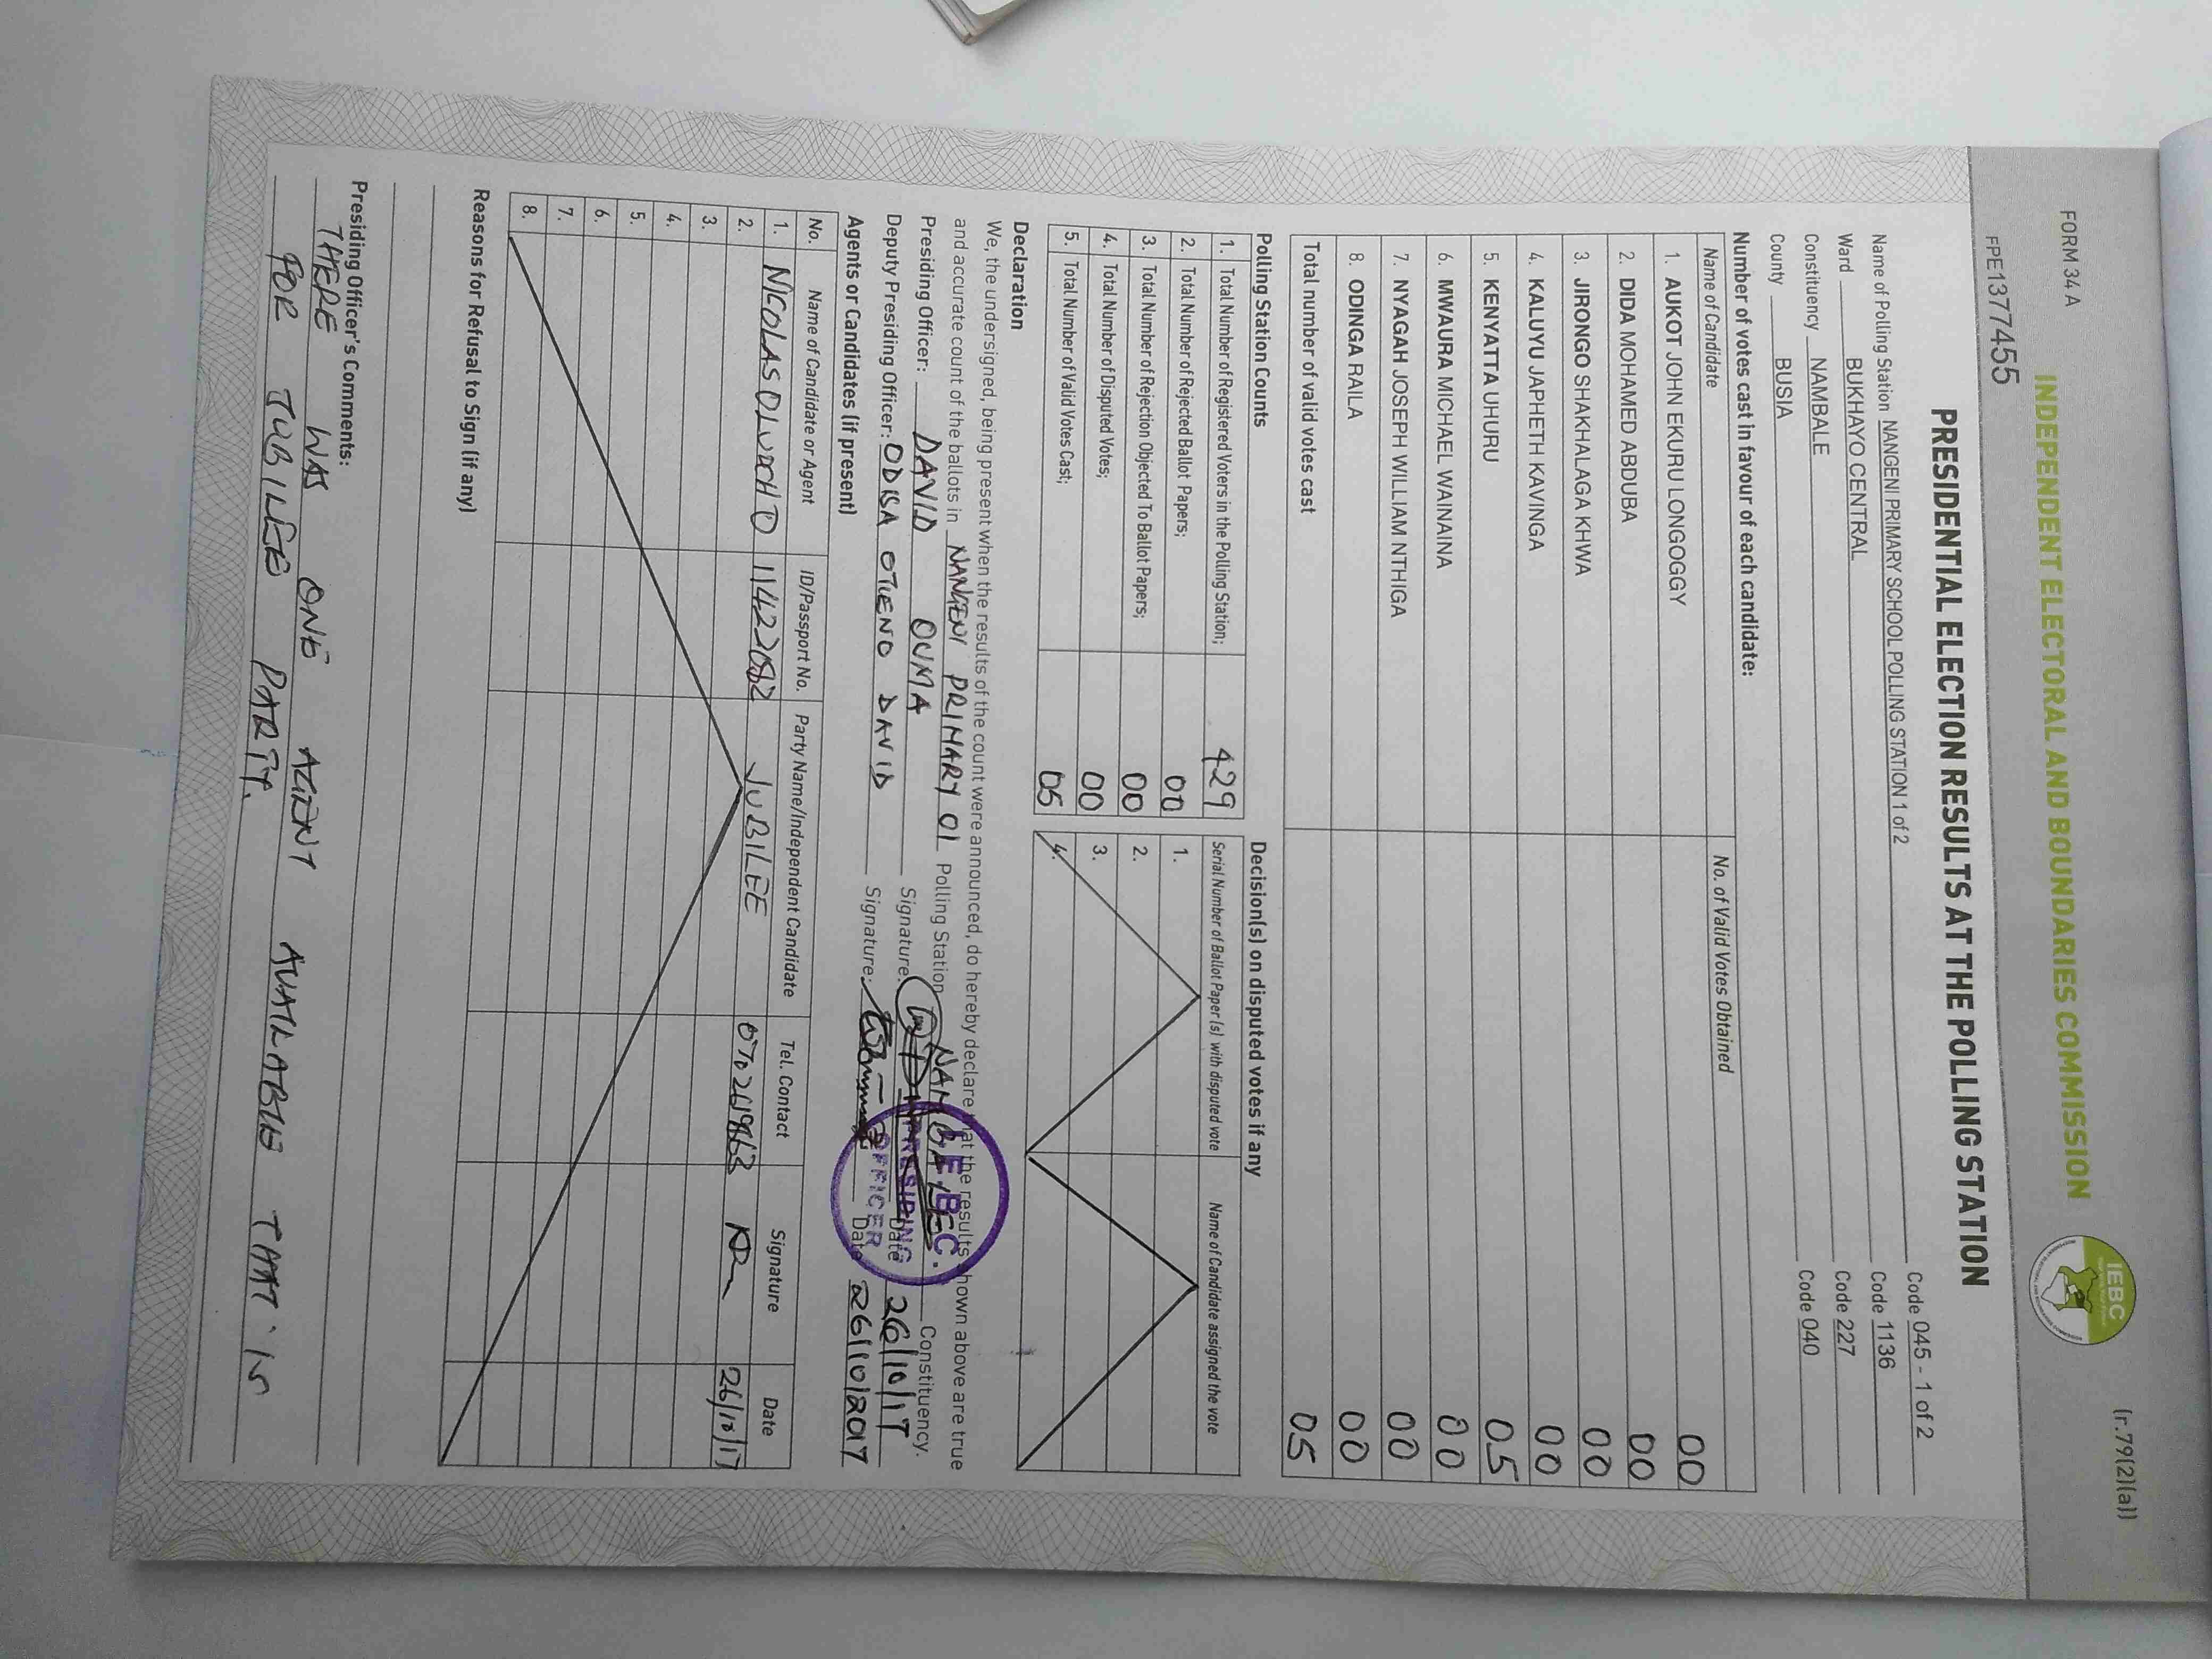 FORM 34 A
(r.79(2)(a))
INDEPENDENT ELECTORAL AND BOUNDARIES COMMISSION
IEBC
FPE1377455
PRESIDENTIAL ELECTION RESULTS AT THE POLLING STATION
Name of Polling Station NANGENI PRIMARY SCHOOL POLLING STATION 1 of 2 Code 045 - 1 of 2
Ward BUKHAYO CENTRAL Code 1136
Constituency NAMBALE Code 227
County BUSIA Code 040
Number of votes cast in favour of each candidate:
Name of Candidate No. of Valid Votes Obtained
1. AUKOT JOHN EKURU LONGOGGY 00
2. DIDA MOHAMED ABDUBA 00
3. JIRONGO SHAKHALAGA KHWA 00
4. KALUYU JAPHETH KAVINGA 00
5. KENYATTA UHURU 05
6. MWAURA MICHAEL WAINAINA 00
7. NYAGAH JOSEPH WILLIAM NTHIGA 00
8. ODINGA RAILA 00
Total number of valid votes cast 05
Polling Station Counts
1. Total Number of Registered Voters in the Polling Station; 429
2. Total Number of Rejected Ballot Papers; 00
3. Total Number of Rejection Objected To Ballot Papers; 00
4. Total Number of Disputed Votes; 00
5. Total Number of Valid Votes Cast; 05
Decision(s) on disputed votes if any
Serial Number of Ballot Paper(s) with disputed vote Name of Candidate assigned the vote
1.
2.
3.
4.
Declaration
We, the undersigned, being present when the results of the count were announced, do hereby declare that the results shown above are true
and accurate count of the ballots in NANGENI PRIMARY 01 Polling Station NAMBALE Constituency.
Presiding Officer: DAVID OUMA Signature: Date 26/10/17
Deputy Presiding Officer: ODISA OTIENO DAVID Signature: Date 26/10/2017
I.E.B.C.
PRESIDING
OFFICER
Agents or Candidates (if present)
No. Name of Candidate or Agent ID/Passport No. Party Name/Independent Candidate Tel. Contact Signature Date
1. NICOLAS OLUOCH O 11422082 JUBILEE 26/10/17
2.
3.
4.
5.
6.
7.
8.
Reasons for Refusal to Sign (if any)
Presiding Officer's Comments:
THERE WAS ONE AGENT AVAILABLE THAT IS
FOR JUBILEE PARTY.